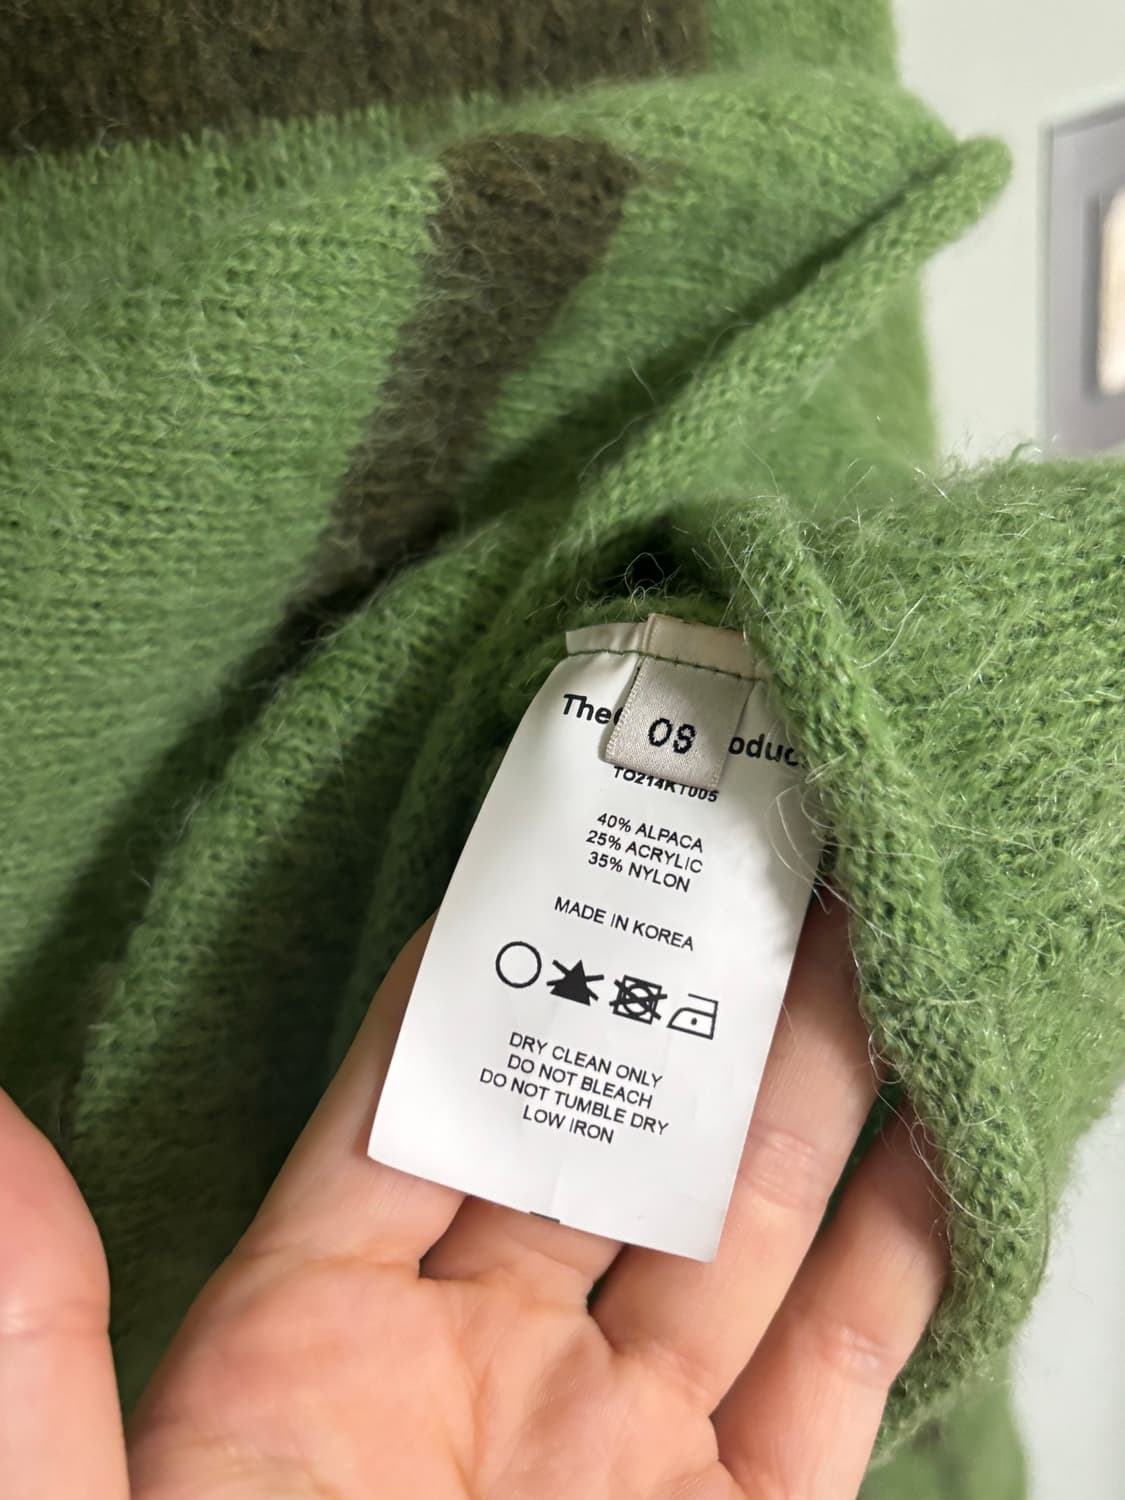 The
oduc
OS
TO214KT005
40% ALPACA
25% ACRYLIC
35% NYLON
MADE IN KOREA
DRY CLEAN ONLY
DO NOT BLEACH
DO NOT TUMBLE DRY
LOW IRON